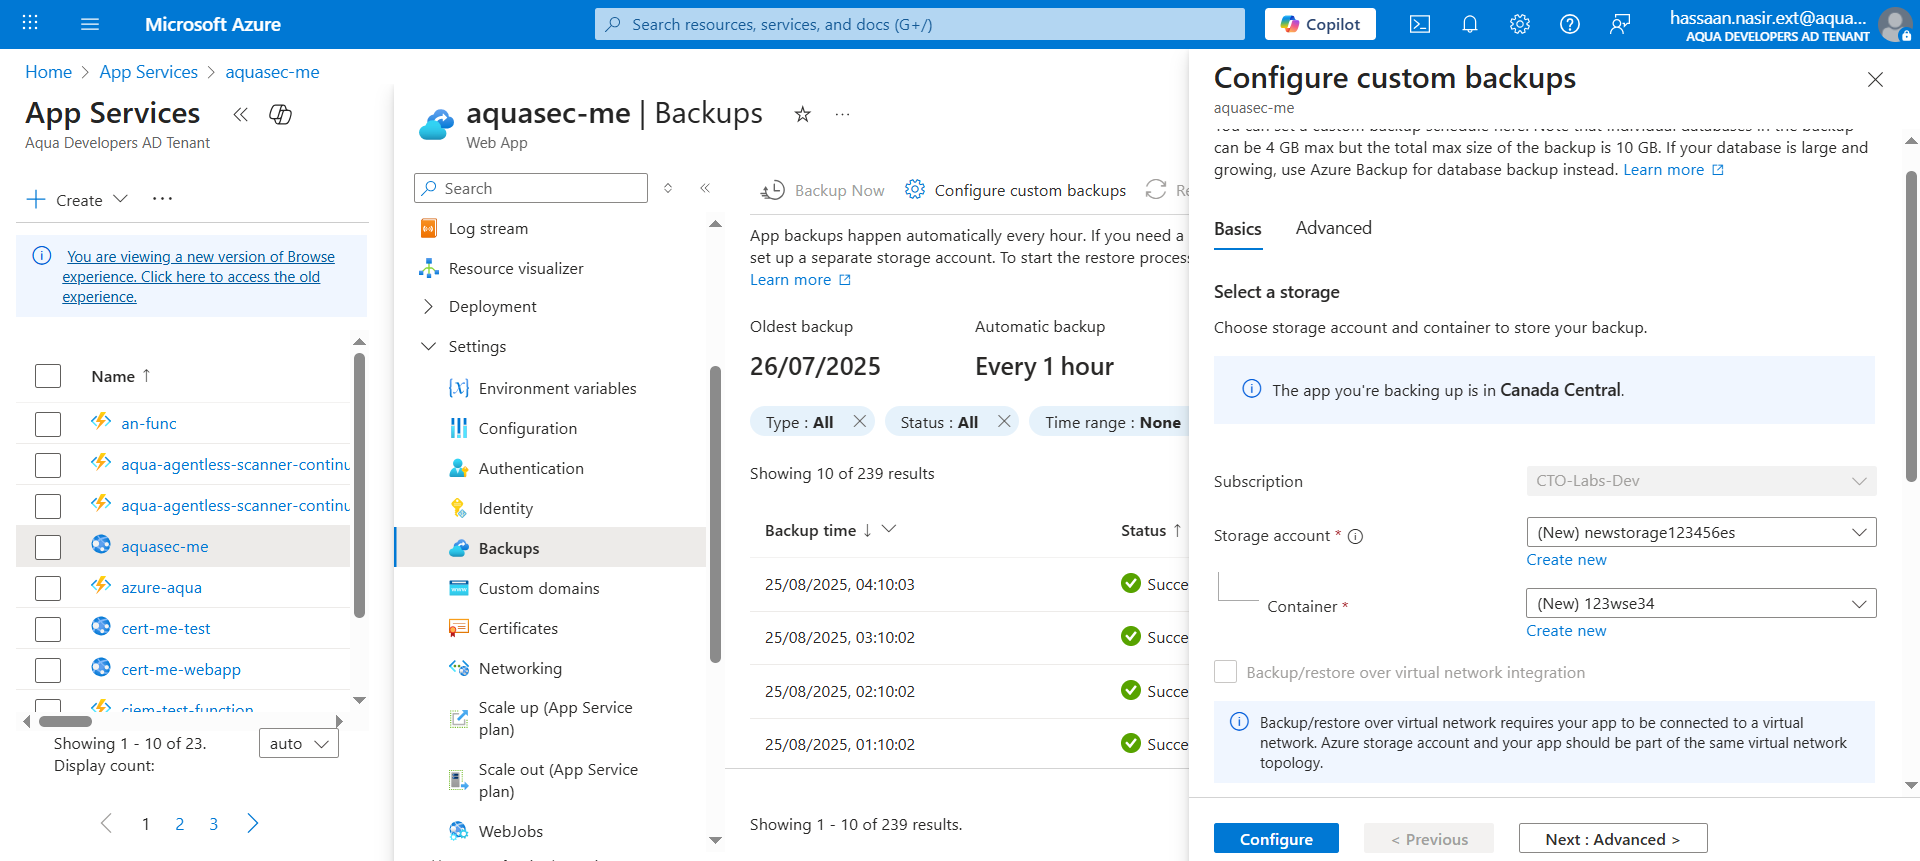 Microsoft Azure
Search resources, services, and docs (G+/)
Copilot
hassaan.nasir.ext@aqua...
AQUA DEVELOPERS AD TENANT
Home
App Services
aquasec-me
App Services
Aqua Developers AD Tenant
Create
You are viewing a new version of Browse
experience. Click here to access the old
experience.
Name ↑
an-func
aqua-agentless-scanner-continu
aqua-agentless-scanner-continu
aquasec-me
azure-aqua
cert-me-test
cert-me-webapp
ciem-test-function
Showing 1 - 10 of 23.
Display count:
auto
1
2
3
aquasec-me | Backups
Web App
Search
Log stream
Resource visualizer
Deployment
Settings
Environment variables
Configuration
Authentication
Identity
Backups
Custom domains
Certificates
Networking
Scale up (App Service
plan)
Scale out (App Service
plan)
WebJobs
Backup Now
Configure custom backups
Re
App backups happen automatically every hour. If you need a
set up a separate storage account. To start the restore proces
Learn more
Oldest backup
26/07/2025
Automatic backup
Every 1 hour
Type : All
Status : All
Time range : None
Showing 10 of 239 results
Backup time ↓
Status ↑
25/08/2025, 04:10:03
Succe
25/08/2025, 03:10:02
Succe
25/08/2025, 02:10:02
Succe
25/08/2025, 01:10:02
Succe
Showing 1 - 10 of 239 results.
Configure custom backups
aquasec-me
You can set a custom backup schedule here. Note that individual databases in the backup
can be 4 GB max but the total max size of the backup is 10 GB. If your database is large and
growing, use Azure Backup for database backup instead. Learn more
Basics
Advanced
Select a storage
Choose storage account and container to store your backup.
The app you're backing up is in Canada Central.
Subscription
CTO-Labs-Dev
Storage account *
(New) newstorage123456es
Create new
Container *
(New) 123wse34
Create new
Backup/restore over virtual network integration
Backup/restore over virtual network requires your app to be connected to a virtual
network. Azure storage account and your app should be part of the same virtual network
topology.
Configure
< Previous
Next : Advanced >